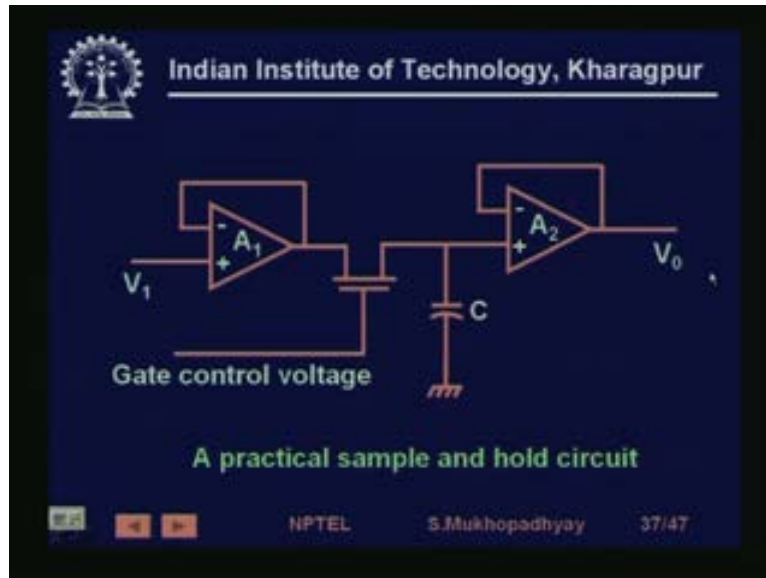 Indian Institute of Technology, Kharagpur
-
A₁
+
V₁
-
A₂
+
V₀
C
Gate control voltage
A practical sample and hold circuit
NPTEL S.Mukhopadhyay 37/47